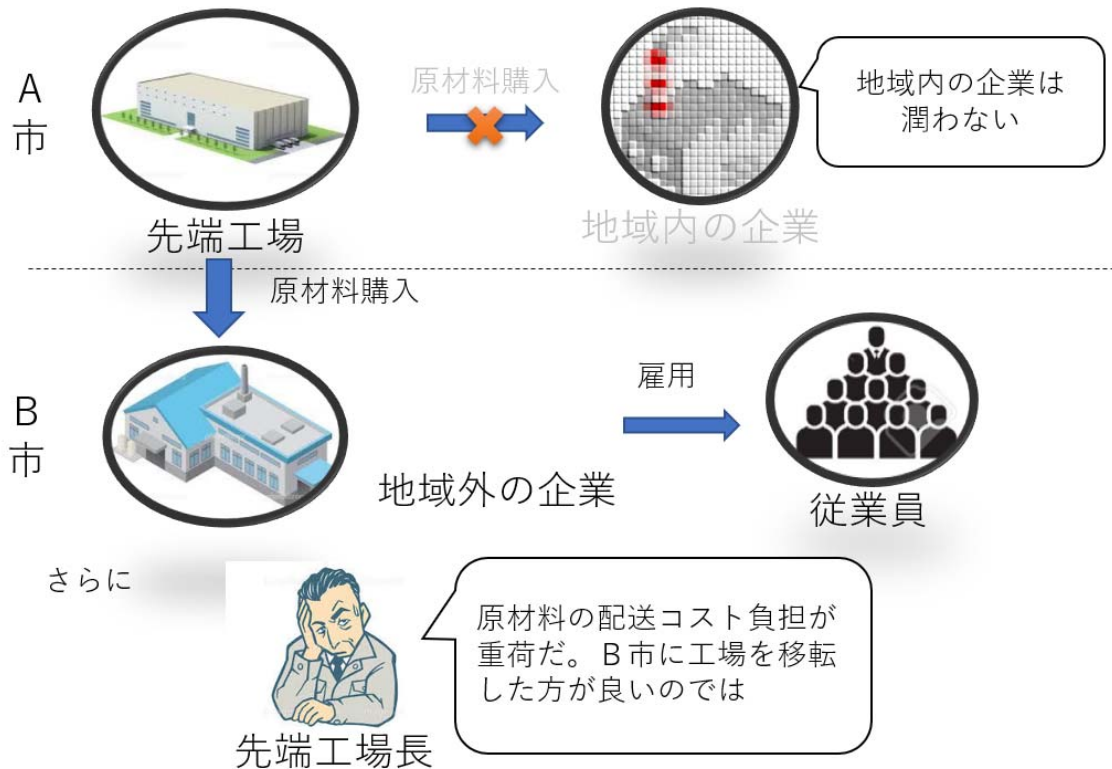 A
市
原材料購入
地域内の企業は
潤わない
先端工場
地域内の企業
原材料購入
B
市
雇用
地域外の企業
従業員
さらに
原材料の配送コスト負担が
重荷だ。B市に工場を移転
した方が良いのでは
先端工場長